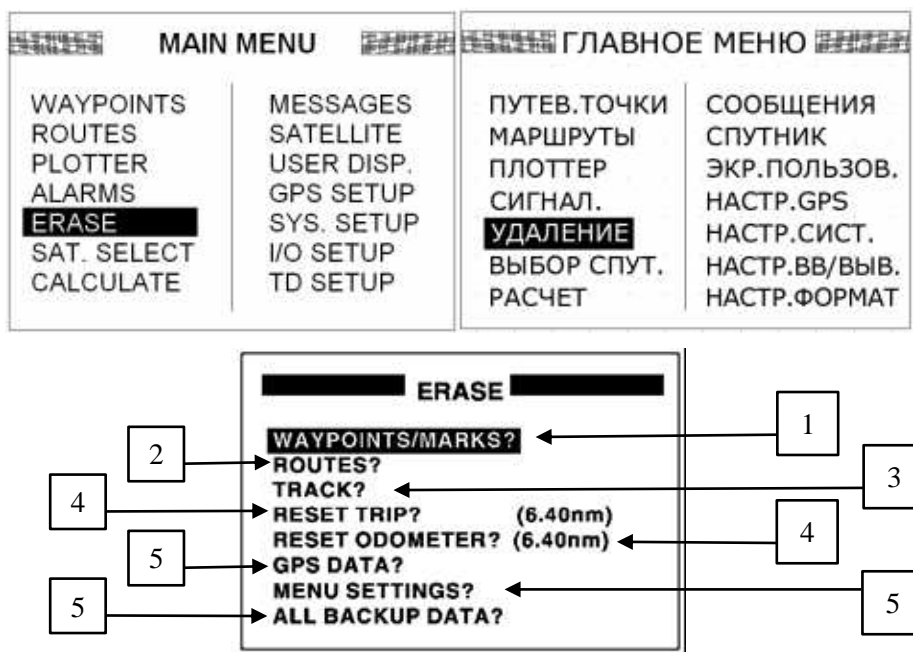 MAIN MENU
WAYPOINTS
ROUTES
PLOTTER
ALARMS
ERASE
SAT. SELECT
CALCULATE
MESSAGES
SATELLITE
USER DISP.
GPS SETUP
SYS. SETUP
I/O SETUP
TD SETUP
ГЛАВНОЕ МЕНЮ
ПУТЕВ.ТОЧКИ
МАРШРУТЫ
ПЛОТТЕР
СИГНАЛ.
УДАЛЕНИЕ
ВЫБОР СПУТ.
РАСЧЕТ
СООБЩЕНИЯ
СПУТНИК
ЭКР.ПОЛЬЗОВ.
НАСТР.GPS
НАСТР.СИСТ.
НАСТР.ВВ/ВЫВ.
НАСТР.ФОРМАТ
ERASE
WAYPOINTS/MARKS? 1
2 ROUTES?
TRACK? 3
4 RESET TRIP? (6.40nm)
RESET ODOMETER? (6.40nm) 4
5 GPS DATA?
MENU SETTINGS? 5
5 ALL BACKUP DATA?